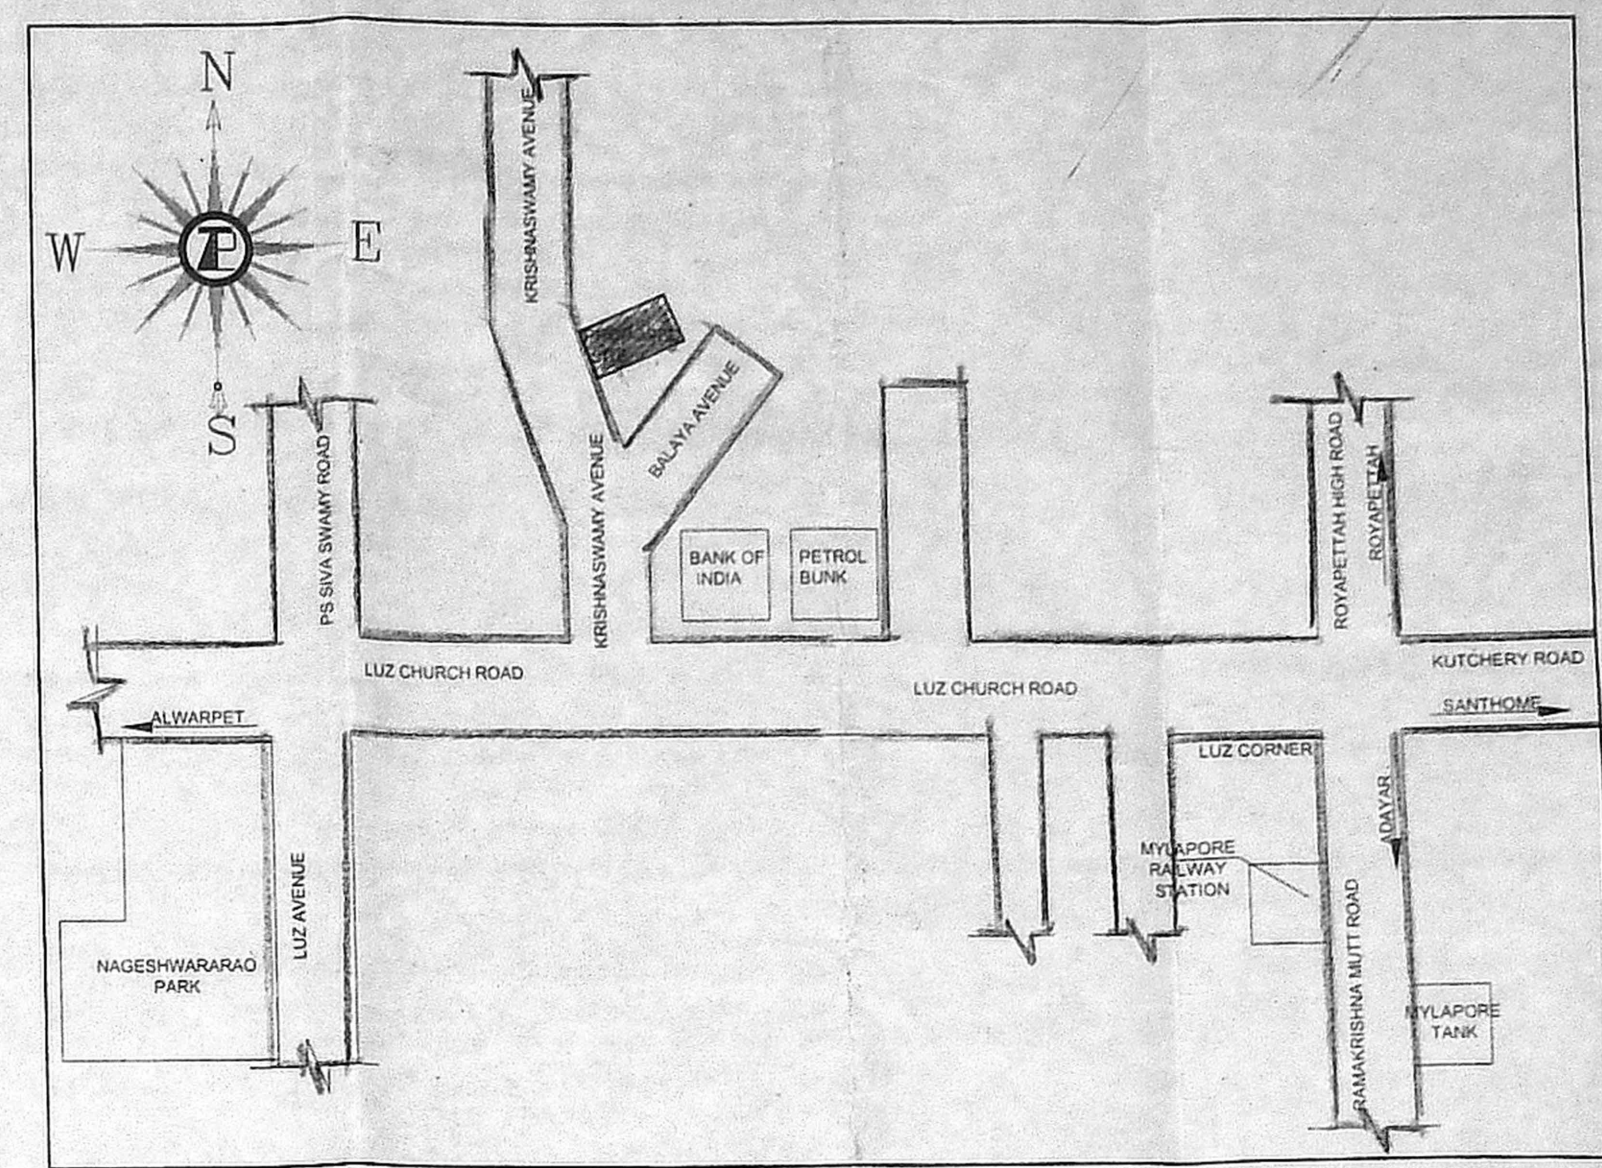 N
W
E
S
KRISHNASWAMY AVENUE
PS SIVA SWAMY ROAD
KRISHNASWAMY AVENUE
BALAYA AVENUE
BANK OF
INDIA
PETROL
BUNK
ROYAPETTAH HIGH ROAD
ROYAPETTAH
LUZ CHURCH ROAD
LUZ CHURCH ROAD
KUTCHERY ROAD
ALWARPET
SANTHOME
LUZ CORNER
ADAYAR
MYLAPORE
RAILWAY
STATION
LUZ AVENUE
NAGESHWARARAO
PARK
RAMAKRISHNA MUTT ROAD
MYLAPORE
TANK